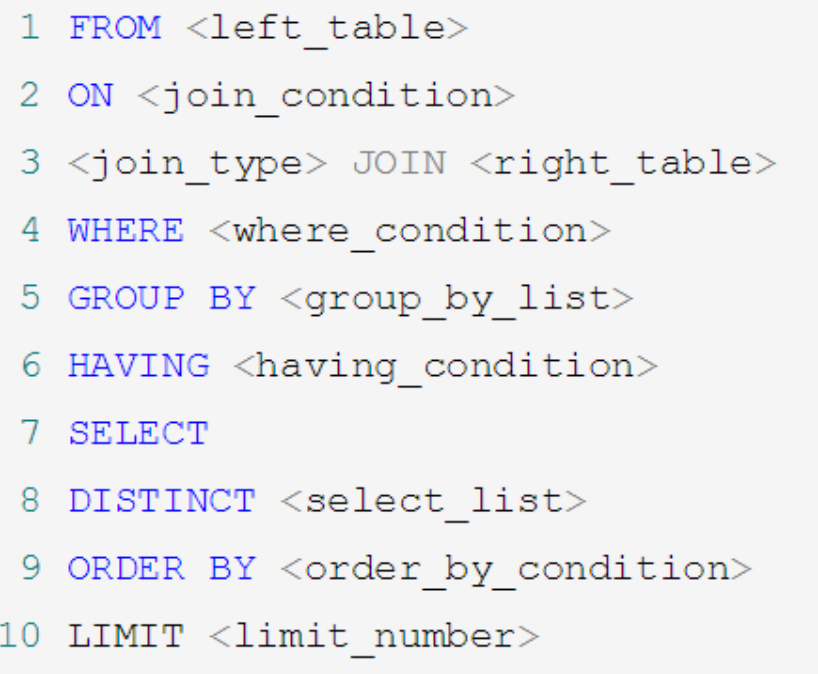 1 FROM <left_table>
2 ON <join_condition>
3 <join_type> JOIN <right_table>
4 WHERE <where_condition>
5 GROUP BY <group_by_list>
6 HAVING <having_condition>
7 SELECT
8 DISTINCT <select_list>
9 ORDER BY <order_by_condition>
10 LIMIT <limit_number>